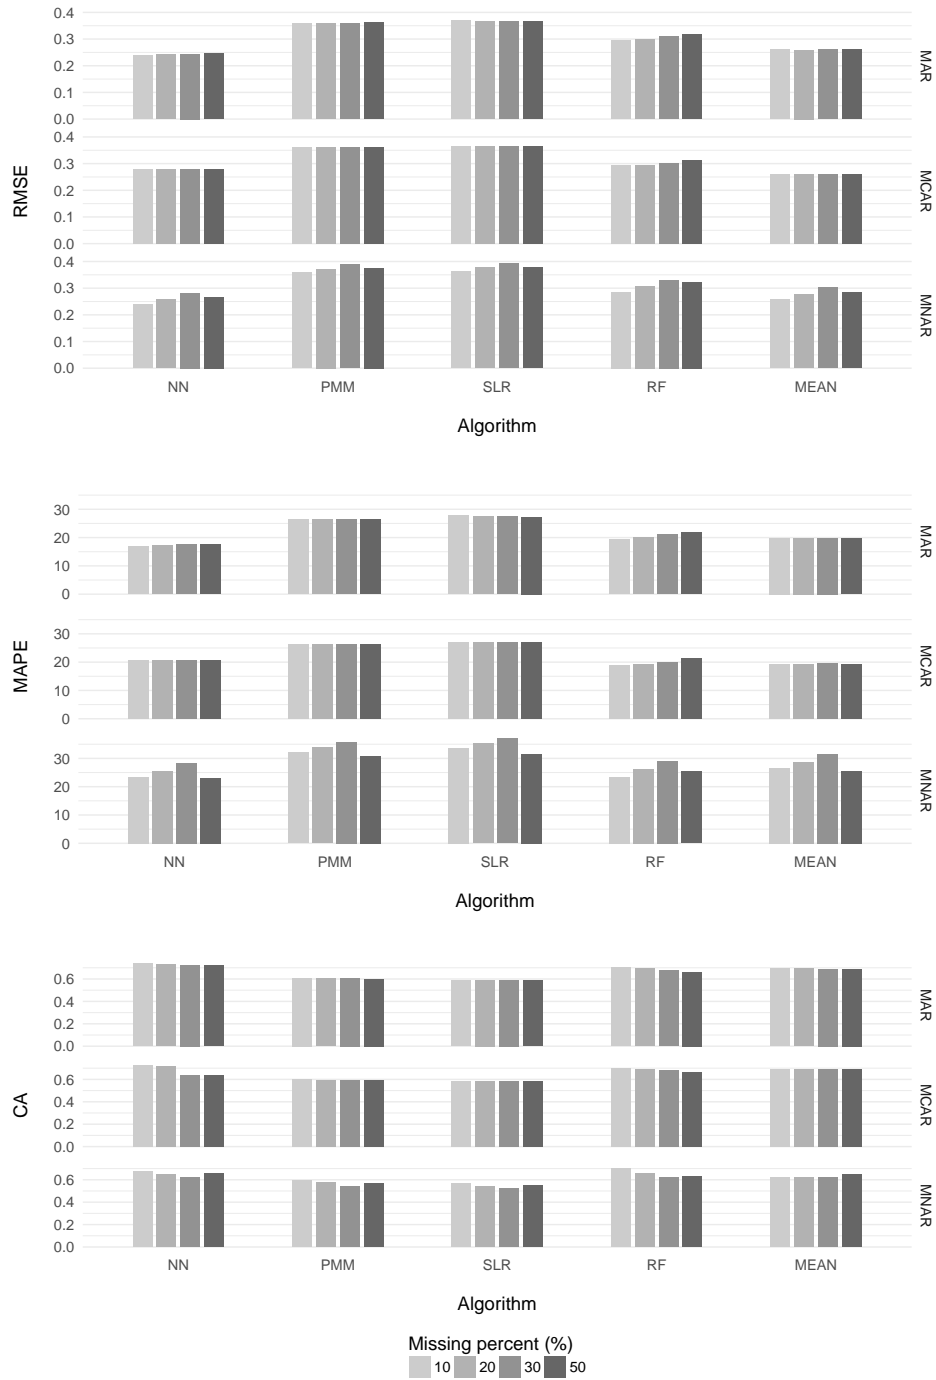 RMSE
0.4
0.3
0.2
0.1
0.0
MAR
0.4
0.3
0.2
0.1
0.0
MCAR
0.4
0.3
0.2
0.1
0.0
MNAR
NN PMM SLR RF MEAN
Algorithm
MAPE
30
20
10
0
MAR
30
20
10
0
MCAR
30
20
10
0
MNAR
NN PMM SLR RF MEAN
Algorithm
CA
0.6
0.4
0.2
0.0
MAR
0.6
0.4
0.2
0.0
MCAR
0.6
0.4
0.2
0.0
MNAR
NN PMM SLR RF MEAN
Algorithm
Missing percent (%)
10 20 30 50